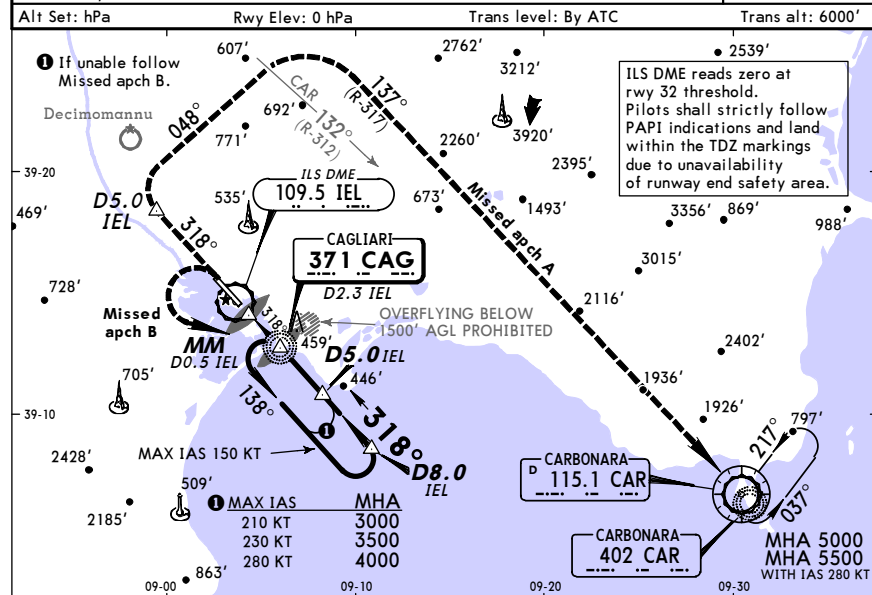 Alt Set: hPa
Rwy Elev: 0 hPa
Trans level: By ATC
Trans alt: 6000'
❶ If unable follow
Missed apch B.
607'
2762'
3212'
2539'
ILS DME reads zero at
rwy 32 threshold.
Pilots shall strictly follow
PAPI indications and land
within the TDZ markings
due to unavailability
of runway end safety area.
Decimomannu
048°
CAR
132°
(R-312)
137°
(R-317)
692'
771'
3920'
2260'
2395'
39-20
D5.0
IEL
469'
535'
ILS DME
109.5 IEL
673'
1493'
3356'
869'
988'
Missed apch A
318°
CAGLIARI
371 CAG
D2.3 IEL
3015'
728'
Missed
apch B
318°
OVERFLYING BELOW
1500' AGL PROHIBITED
2116'
MM
D0.5 IEL
459'
D5.0 IEL
2402'
705'
446'
1936'
39-10
138°
❶
318°
1926'
797'
217°
MAX IAS 150 KT
2428'
D8.0
IEL
D
CARBONARA
115.1 CAR
037°
509'
2185'
❶ MAX IAS MHA
210 KT 3000
230 KT 3500
280 KT 4000
CARBONARA
402 CAR
MHA 5000
MHA 5500
WITH IAS 280 KT
863'
09-00
09-10
09-20
09-30